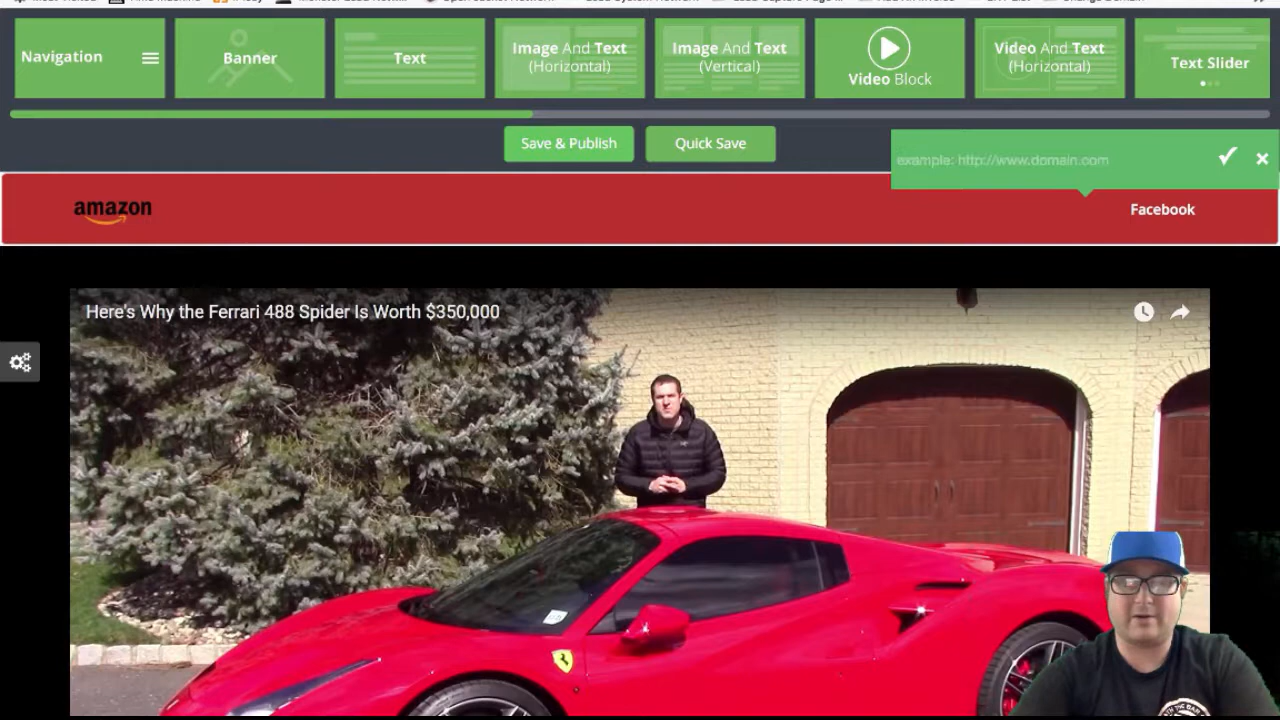 Navigation
Banner
Text
Image And Text
(Horizontal)
Image And Text
(Vertical)
Video Block
Video And Text
(Horizontal)
Text Slider
Save & Publish
Quick Save
example: http://www.domain.com
amazon
Facebook
Here's Why the Ferrari 488 Spider Is Worth $350,000